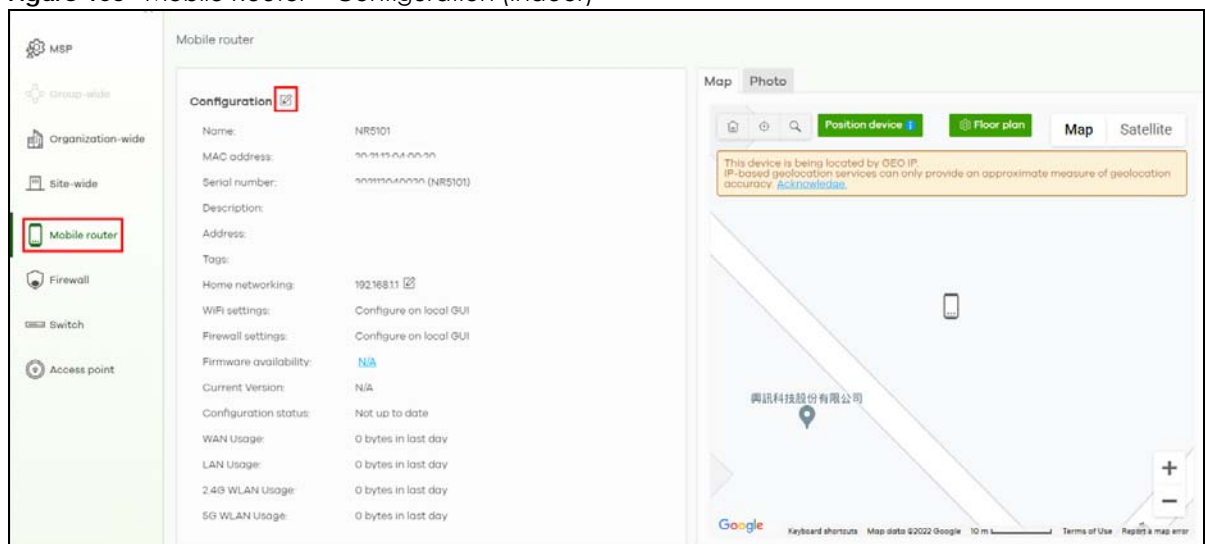 Mobile Router
Configuration (Indoor)
MSP
Group-wide
Organization-wide
Site-wide
Mobile router
Firewall
Switch
Access point
Mobile router
Configuration
Name: NR5101
MAC address:
Serial number: (NR5101)
Description:
Address:
Tags:
Home networking: 192.168.1.1
WiFi settings: Configure on local GUI
Firewall settings: Configure on local GUI
Firmware availability: N/A
Current Version: N/A
Configuration status: Not up to date
WAN Usage: 0 bytes in last day
LAN Usage: 0 bytes in last day
2.4G WLAN Usage: 0 bytes in last day
5G WLAN Usage: 0 bytes in last day
Map Photo
Position device i
Floor plan
Map Satellite
This device is being located by GEO IP.
IP-based geolocation services can only provide an approximate measure of geolocation
accuracy. Acknowledge.
興訊科技股份有限公司
+
−
Google Keyboard shortcuts Map data ©2022 Google 10 m Terms of Use Report a map error